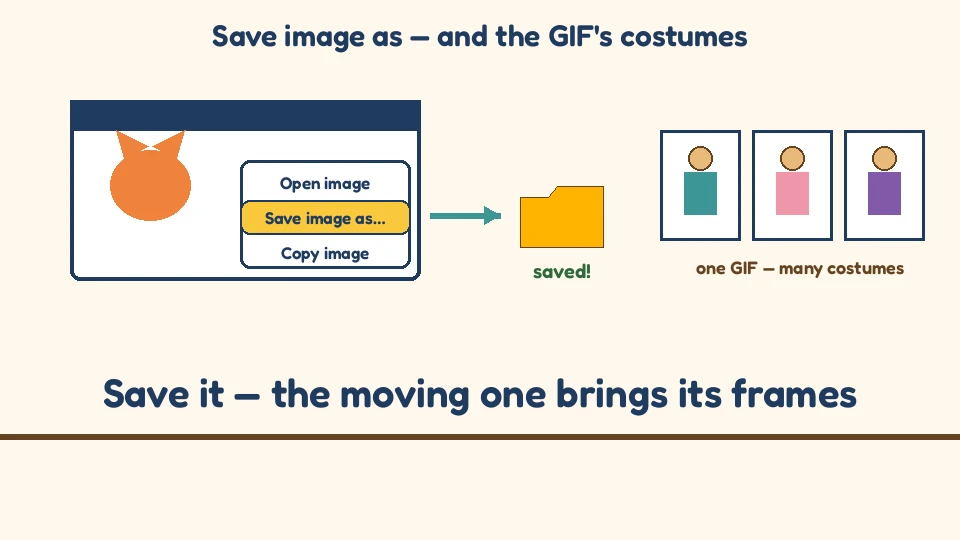 Save image as — and the GIF's costumes
Open image
Save image as...
Copy image
saved!
one GIF — many costumes
Save it — the moving one brings its frames